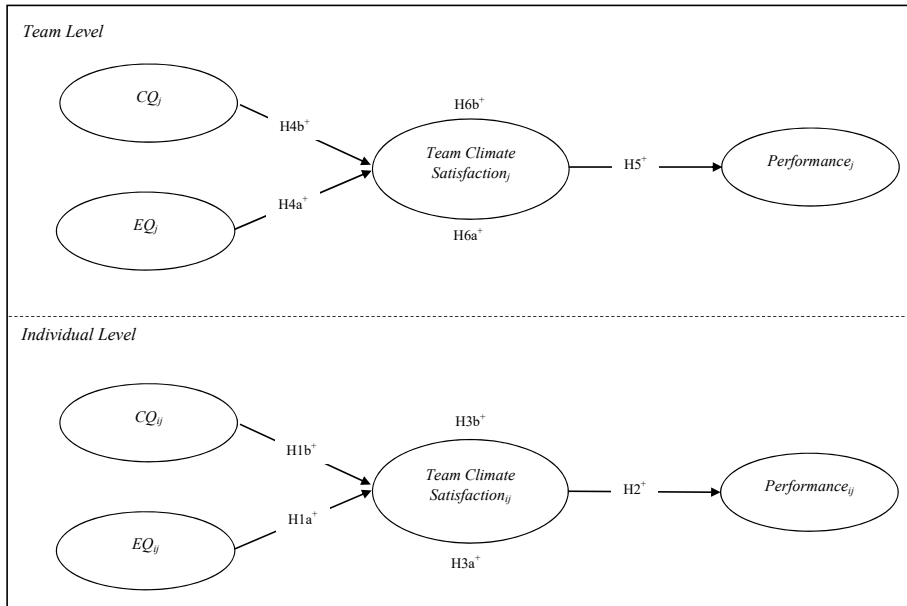 Team Level
CQj
H6b+
H4b+
Team Climate
Satisfactionj
H5+
Performancej
H4a+
EQj
H6a+
Individual Level
CQij
H3b+
H1b+
Team Climate
Satisfactionij
H2+
Performanceij
H1a+
EQij
H3a+